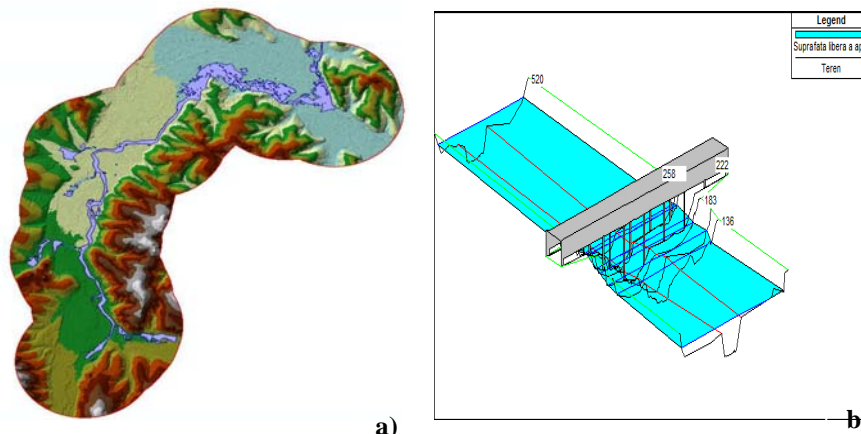 a)
520
258
222
183
136
Legend
Suprafata libera a ap
Teren
b